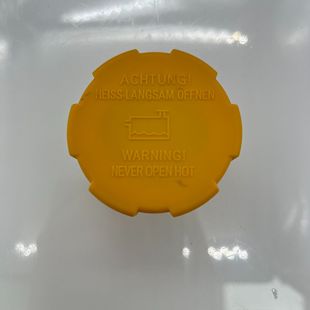 ACHTUNG!
HEISS LANGSAM ÖFFNEN
WARNING!
NEVER OPEN HOT